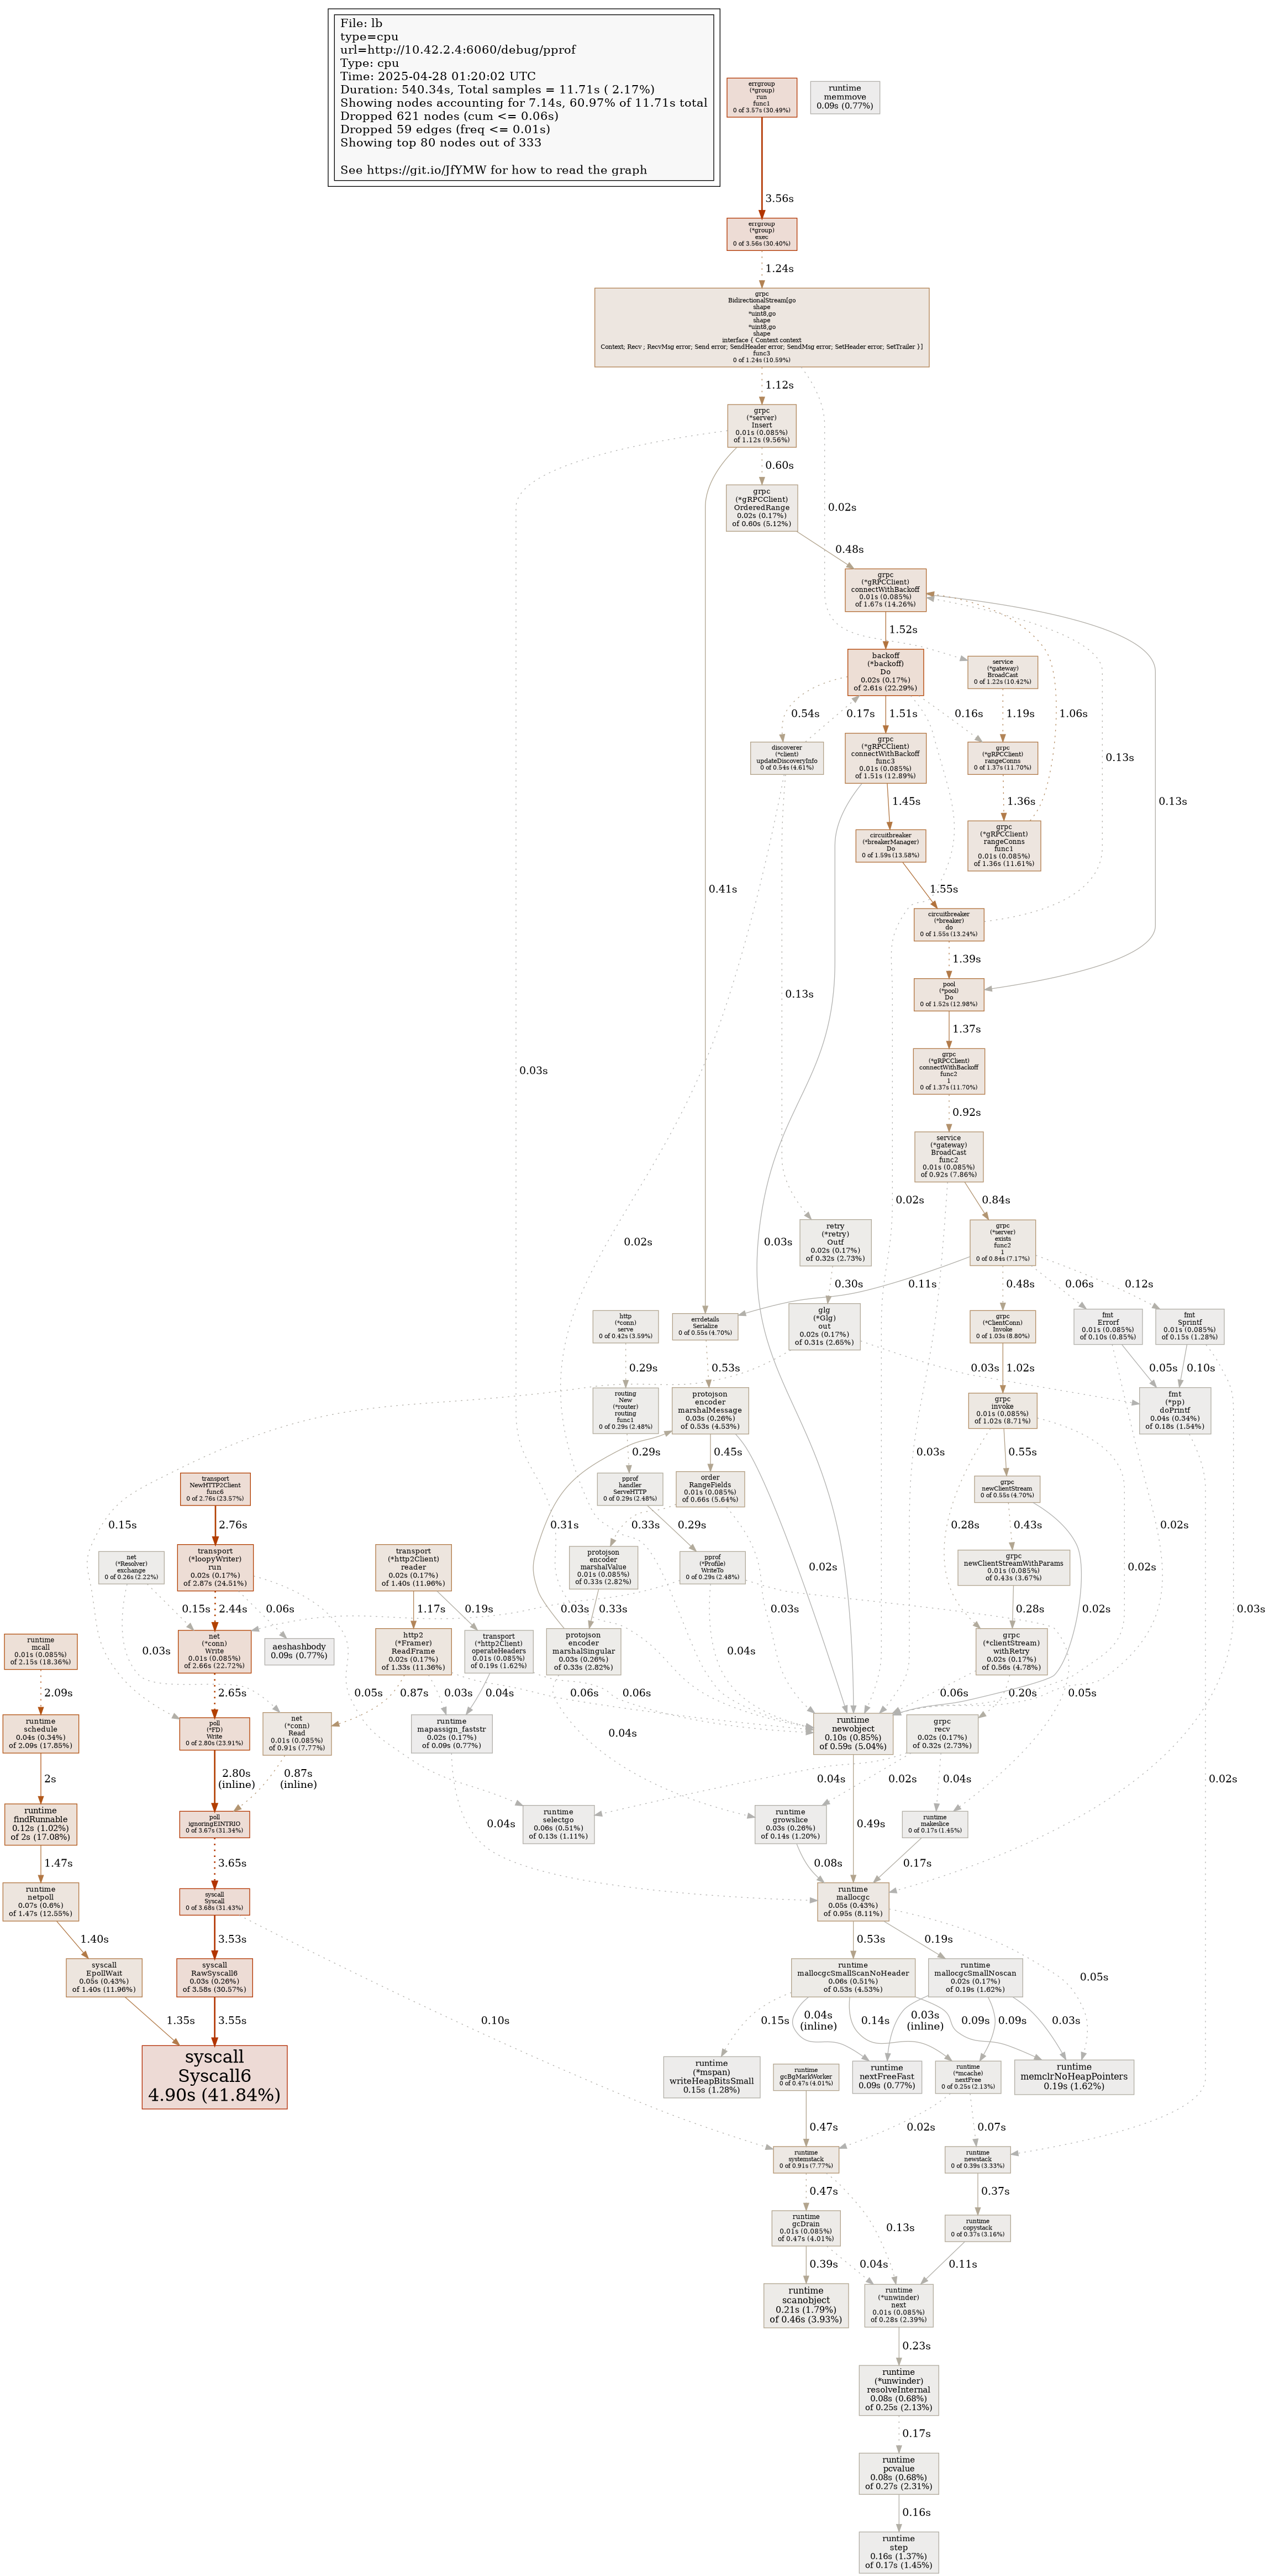 File: lb
type=cpu
url=http://10.42.2.4:6060/debug/pprof
Type: cpu
Time: 2025-04-28 01:20:02 UTC
Duration: 540.34s, Total samples = 11.71s ( 2.17%)
Showing nodes accounting for 7.14s, 60.97% of 11.71s total
Dropped 621 nodes (cum <= 0.06s)
Dropped 59 edges (freq <= 0.01s)
Showing top 80 nodes out of 333
See https://git.io/JfYMW for how to read the graph
errgroup
(*group)
run
func1
0 of 3.57s (30.49%)
runtime
memmove
0.09s (0.77%)
3.56s
errgroup
(*group)
exec
0 of 3.56s (30.40%)
1.24s
grpc
BidirectionalStream[go
shape
*uint8,go
shape
*uint8,go
shape
interface { Context context
Context; Recv ; RecvMsg error; Send error; SendHeader error; SendMsg error; SetHeader error; SetTrailer }]
func3
0 of 1.24s (10.59%)
1.12s
grpc
(*server)
Insert
0.01s (0.085%)
of 1.12s (9.56%)
0.60s
grpc
(*gRPCClient)
OrderedRange
0.02s (0.17%)
of 0.60s (5.12%)
0.02s
0.48s
grpc
(*gRPCClient)
connectWithBackoff
0.01s (0.085%)
of 1.67s (14.26%)
1.52s
backoff
(*backoff)
Do
0.02s (0.17%)
of 2.61s (22.29%)
service
(*gateway)
BroadCast
0 of 1.22s (10.42%)
0.54s
0.17s
1.51s
0.16s
1.19s
1.06s
discoverer
(*client)
updateDiscoveryInfo
0 of 0.54s (4.61%)
grpc
(*gRPCClient)
connectWithBackoff
func3
0.01s (0.085%)
of 1.51s (12.89%)
grpc
(*gRPCClient)
rangeConns
0 of 1.37s (11.70%)
0.13s
0.13s
1.45s
1.36s
circuitbreaker
(*breakerManager)
Do
0 of 1.59s (13.58%)
grpc
(*gRPCClient)
rangeConns
func1
0.01s (0.085%)
of 1.36s (11.61%)
0.41s
1.55s
circuitbreaker
(*breaker)
do
0 of 1.55s (13.24%)
1.39s
pool
(*pool)
Do
0 of 1.52s (12.98%)
0.13s
1.37s
grpc
(*gRPCClient)
connectWithBackoff
func2
1
0 of 1.37s (11.70%)
0.03s
0.92s
service
(*gateway)
BroadCast
func2
0.01s (0.085%)
of 0.92s (7.86%)
0.02s
0.84s
retry
(*retry)
Outf
0.02s (0.17%)
of 0.32s (2.73%)
grpc
(*server)
exists
func2
1
0 of 0.84s (7.17%)
0.02s
0.03s
0.30s
0.11s
0.48s
0.06s
0.12s
http
(*conn)
serve
0 of 0.42s (3.59%)
errdetails
Serialize
0 of 0.55s (4.70%)
glg
(*Glg)
out
0.02s (0.17%)
of 0.31s (2.65%)
grpc
(*ClientConn)
Invoke
0 of 1.03s (8.80%)
fmt
Errorf
0.01s (0.085%)
of 0.10s (0.85%)
fmt
Sprintf
0.01s (0.085%)
of 0.15s (1.28%)
0.29s
0.53s
0.03s
1.02s
0.05s
0.10s
routing
New
(*router)
routing
func1
0 of 0.29s (2.48%)
protojson
encoder
marshalMessage
0.03s (0.26%)
of 0.53s (4.53%)
grpc
invoke
0.01s (0.085%)
of 1.02s (8.71%)
fmt
(*pp)
doPrintf
0.04s (0.34%)
of 0.18s (1.54%)
0.29s
0.45s
0.03s
0.55s
transport
NewHTTP2Client
func6
0 of 2.76s (23.57%)
pprof
handler
ServeHTTP
0 of 0.29s (2.48%)
order
RangeFields
0.01s (0.085%)
of 0.66s (5.64%)
grpc
newClientStream
0 of 0.55s (4.70%)
0.15s
2.76s
0.31s
0.33s
0.29s
0.28s
0.43s
0.02s
net
(*Resolver)
exchange
0 of 0.26s (2.22%)
transport
(*loopyWriter)
run
0.02s (0.17%)
of 2.87s (24.51%)
transport
(*http2Client)
reader
0.02s (0.17%)
of 1.40s (11.96%)
protojson
encoder
marshalValue
0.01s (0.085%)
of 0.33s (2.82%)
pprof
(*Profile)
WriteTo
0 of 0.29s (2.48%)
0.02s
grpc
newClientStreamWithParams
0.01s (0.085%)
of 0.43s (3.67%)
0.02s
0.15s
2.44s
0.06s
1.17s
0.19s
0.03s
0.33s
0.03s
0.28s
0.02s
0.03s
runtime
mcall
0.01s (0.085%)
of 2.15s (18.36%)
0.03s
net
(*conn)
Write
0.01s (0.085%)
of 2.66s (22.72%)
aeshashbody
0.09s (0.77%)
http2
(*Framer)
ReadFrame
0.02s (0.17%)
of 1.33s (11.36%)
transport
(*http2Client)
operateHeaders
0.01s (0.085%)
of 0.19s (1.62%)
protojson
encoder
marshalSingular
0.03s (0.26%)
of 0.33s (2.82%)
0.04s
grpc
(*clientStream)
withRetry
0.02s (0.17%)
of 0.56s (4.78%)
2.09s
2.65s
0.05s
0.87s
0.03s
0.04s
0.06s
0.06s
0.06s
0.20s
0.05s
runtime
schedule
0.04s (0.34%)
of 2.09s (17.85%)
poll
(*FD)
Write
0 of 2.80s (23.91%)
net
(*conn)
Read
0.01s (0.085%)
of 0.91s (7.77%)
runtime
mapassign_faststr
0.02s (0.17%)
of 0.09s (0.77%)
0.04s
runtime
newobject
0.10s (0.85%)
of 0.59s (5.04%)
grpc
recv
0.02s (0.17%)
of 0.32s (2.73%)
2s
2.80s
(inline)
0.87s
(inline)
0.04s
0.02s
0.04s
0.02s
runtime
findRunnable
0.12s (1.02%)
of 2s (17.08%)
poll
ignoringEINTRIO
0 of 3.67s (31.34%)
0.04s
runtime
selectgo
0.06s (0.51%)
of 0.13s (1.11%)
runtime
growslice
0.03s (0.26%)
of 0.14s (1.20%)
0.49s
runtime
makeslice
0 of 0.17s (1.45%)
1.47s
3.65s
0.08s
0.17s
runtime
netpoll
0.07s (0.6%)
of 1.47s (12.55%)
syscall
Syscall
0 of 3.68s (31.43%)
runtime
mallocgc
0.05s (0.43%)
of 0.95s (8.11%)
1.40s
3.53s
0.53s
0.19s
0.05s
syscall
EpollWait
0.05s (0.43%)
of 1.40s (11.96%)
syscall
RawSyscall6
0.03s (0.26%)
of 3.58s (30.57%)
runtime
mallocgcSmallScanNoHeader
0.06s (0.51%)
of 0.53s (4.53%)
runtime
mallocgcSmallNoscan
0.02s (0.17%)
of 0.19s (1.62%)
1.35s
3.55s
0.10s
0.15s
0.04s
(inline)
0.14s
0.03s
(inline)
0.09s
0.09s
0.03s
syscall
Syscall6
4.90s (41.84%)
runtime
(*mspan)
writeHeapBitsSmall
0.15s (1.28%)
runtime
gcBgMarkWorker
0 of 0.47s (4.01%)
runtime
nextFreeFast
0.09s (0.77%)
runtime
(*mcache)
nextFree
0 of 0.25s (2.13%)
runtime
memclrNoHeapPointers
0.19s (1.62%)
0.47s
0.02s
0.07s
runtime
systemstack
0 of 0.91s (7.77%)
runtime
newstack
0 of 0.39s (3.33%)
0.47s
0.13s
0.37s
runtime
gcDrain
0.01s (0.085%)
of 0.47s (4.01%)
runtime
copystack
0 of 0.37s (3.16%)
0.39s
0.04s
0.11s
runtime
scanobject
0.21s (1.79%)
of 0.46s (3.93%)
runtime
(*unwinder)
next
0.01s (0.085%)
of 0.28s (2.39%)
0.23s
runtime
(*unwinder)
resolveInternal
0.08s (0.68%)
of 0.25s (2.13%)
0.17s
runtime
pcvalue
0.08s (0.68%)
of 0.27s (2.31%)
0.16s
runtime
step
0.16s (1.37%)
of 0.17s (1.45%)